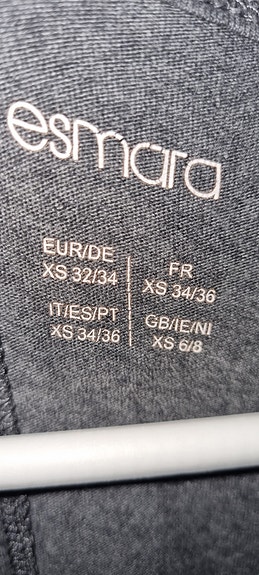 esmara
EUR/DE
XS 32/34
FR
XS 34/36
IT/ES/PT
XS 34/36
GB/IE/NI
XS 6/8